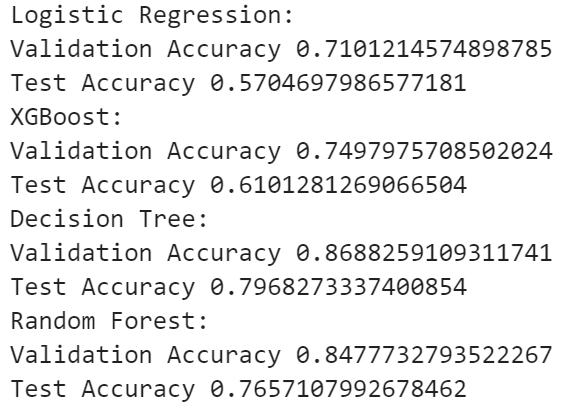 Logistic Regression:
Validation Accuracy 0.7101214574898785
Test Accuracy 0.5704697986577181
XGBoost:
Validation Accuracy 0.7497975708502024
Test Accuracy 0.6101281269066504
Decision Tree:
Validation Accuracy 0.8688259109311741
Test Accuracy 0.7968273337400854
Random Forest:
Validation Accuracy 0.8477732793522267
Test Accuracy 0.7657107992678462